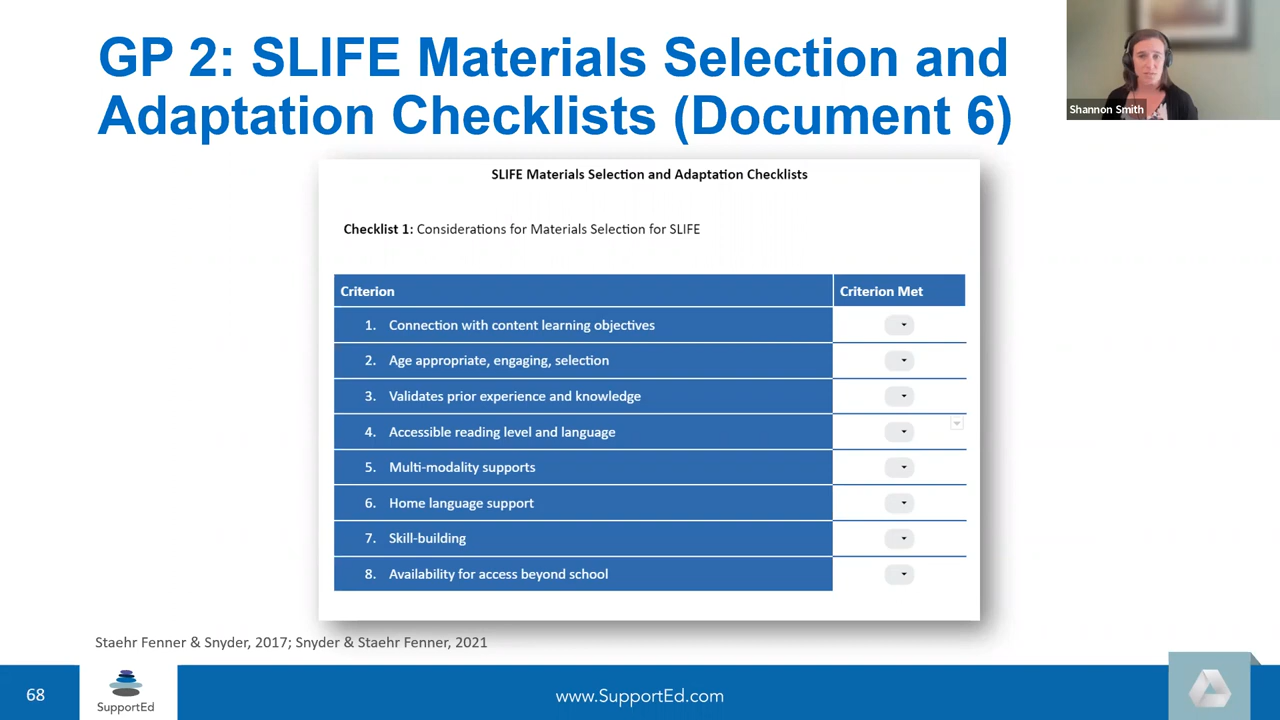 GP 2: SLIFE Materials Selection and
Adaptation Checklists (Document 6)
Shannon Smith
SLIFE Materials Selection and Adaptation Checklists
Checklist 1: Considerations for Materials Selection for SLIFE
Criterion
Criterion Met
1. Connection with content learning objectives
2. Age appropriate, engaging, selection
3. Validates prior experience and knowledge
4. Accessible reading level and language
5. Multi-modality supports
6. Home language support
7. Skill-building
8. Availability for access beyond school
Staehr Fenner & Snyder, 2017; Snyder & Staehr Fenner, 2021
68
SupportEd
www.SupportEd.com